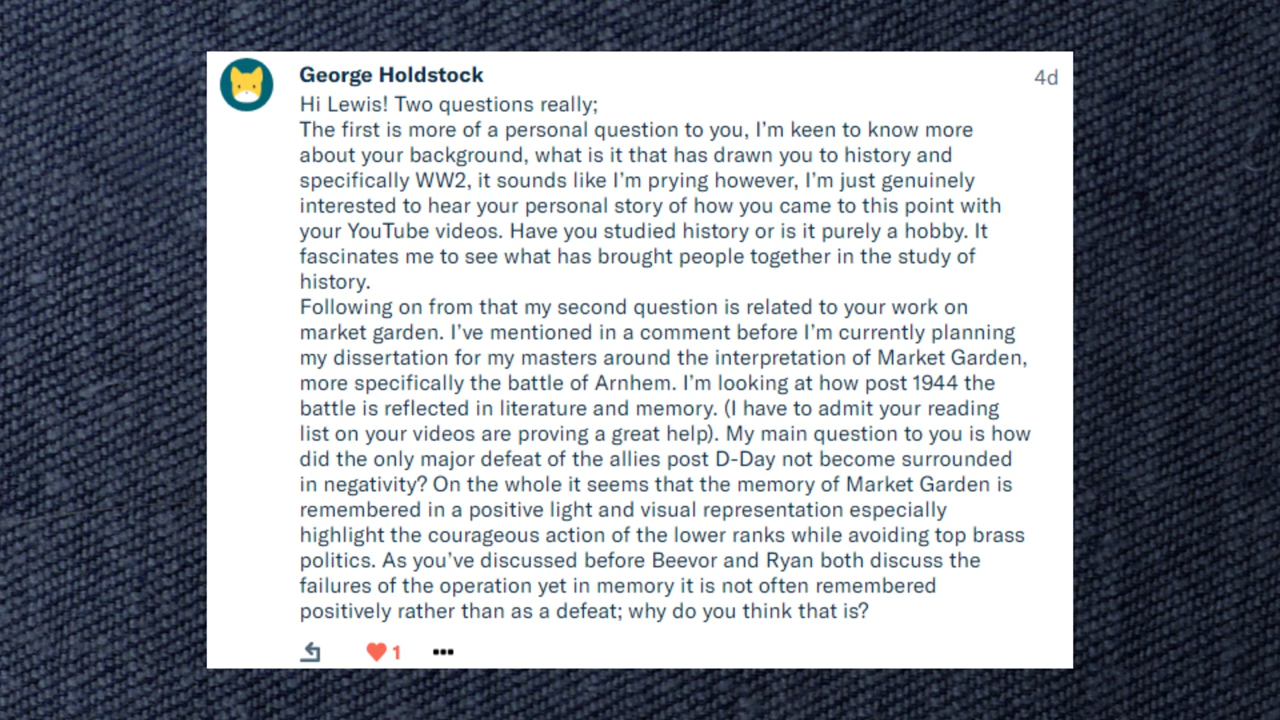 George Holdstock
4d
Hi Lewis! Two questions really;
The first is more of a personal question to you, I’m keen to know more
about your background, what is it that has drawn you to history and
specifically WW2, it sounds like I’m prying however, I’m just genuinely
interested to hear your personal story of how you came to this point with
your YouTube videos. Have you studied history or is it purely a hobby. It
fascinates me to see what has brought people together in the study of
history.
Following on from that my second question is related to your work on
market garden. I’ve mentioned in a comment before I’m currently planning
my dissertation for my masters around the interpretation of Market Garden,
more specifically the battle of Arnhem. I’m looking at how post 1944 the
battle is reflected in literature and memory. (I have to admit your reading
list on your videos are proving a great help). My main question to you is how
did the only major defeat of the allies post D-Day not become surrounded
in negativity? On the whole it seems that the memory of Market Garden is
remembered in a positive light and visual representation especially
highlight the courageous action of the lower ranks while avoiding top brass
politics. As you’ve discussed before Beevor and Ryan both discuss the
failures of the operation yet in memory it is not often remembered
positively rather than as a defeat; why do you think that is?
1